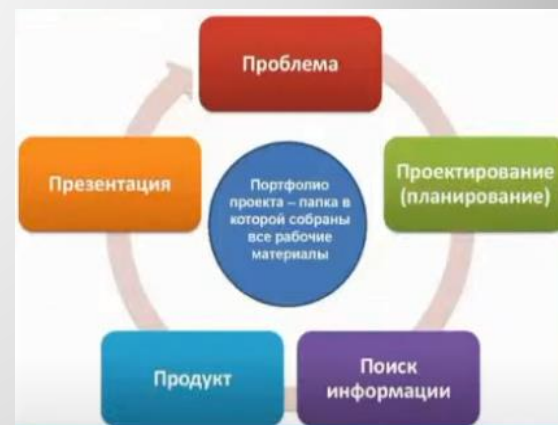 Проблема
Проектирование
(планирование)
Поиск
информации
Продукт
Презентация
Портфолио
проекта – папка в
которой собраны
все рабочие
материалы